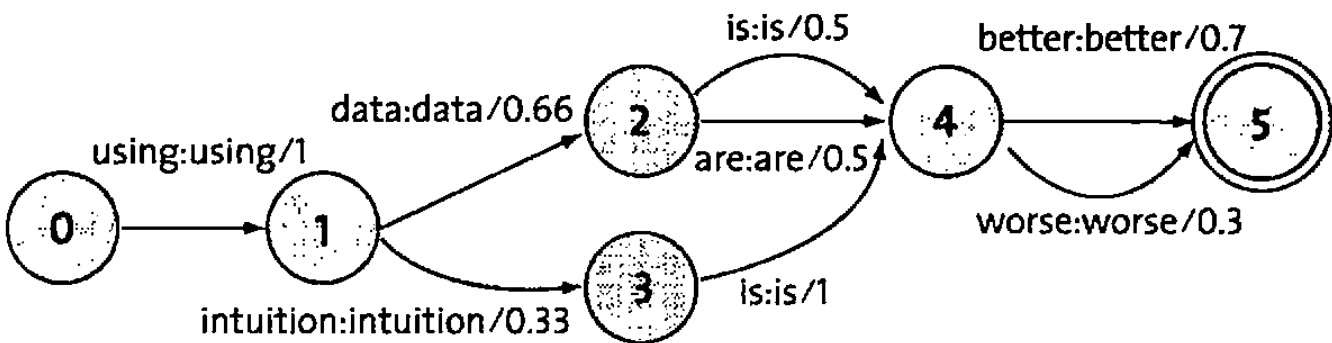 is:is/0.5
better:better/0.7
data:data/0.66
2
4
5
using:using/1
are:are/0.5
0
1
worse:worse/0.3
3
is:is/1
intuition:intuition/0.33